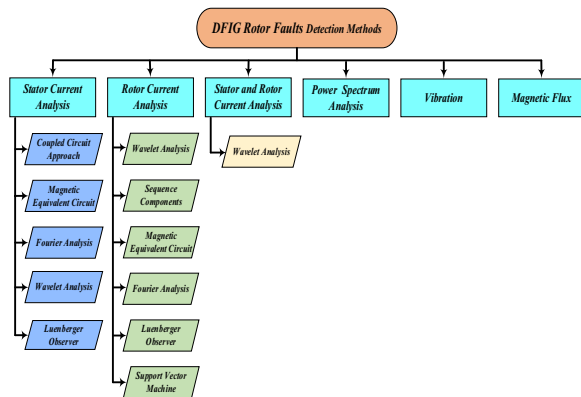 DFIG Rotor Faults Detection Methods
Stator Current
Analysis
Rotor Current
Analysis
Stator and Rotor
Current Analysis
Power Spectrum
Analysis
Vibration
Magnetic Flux
Coupled Circuit
Approach
Magnetic
Equivalent Circuit
Fourier Analysis
Wavelet Analysis
Luenberger
Observer
Wavelet Analysis
Sequence
Components
Magnetic
Equivalent Circuit
Fourier Analysis
Luenberger
Observer
Support Vector
Machine
Wavelet Analysis